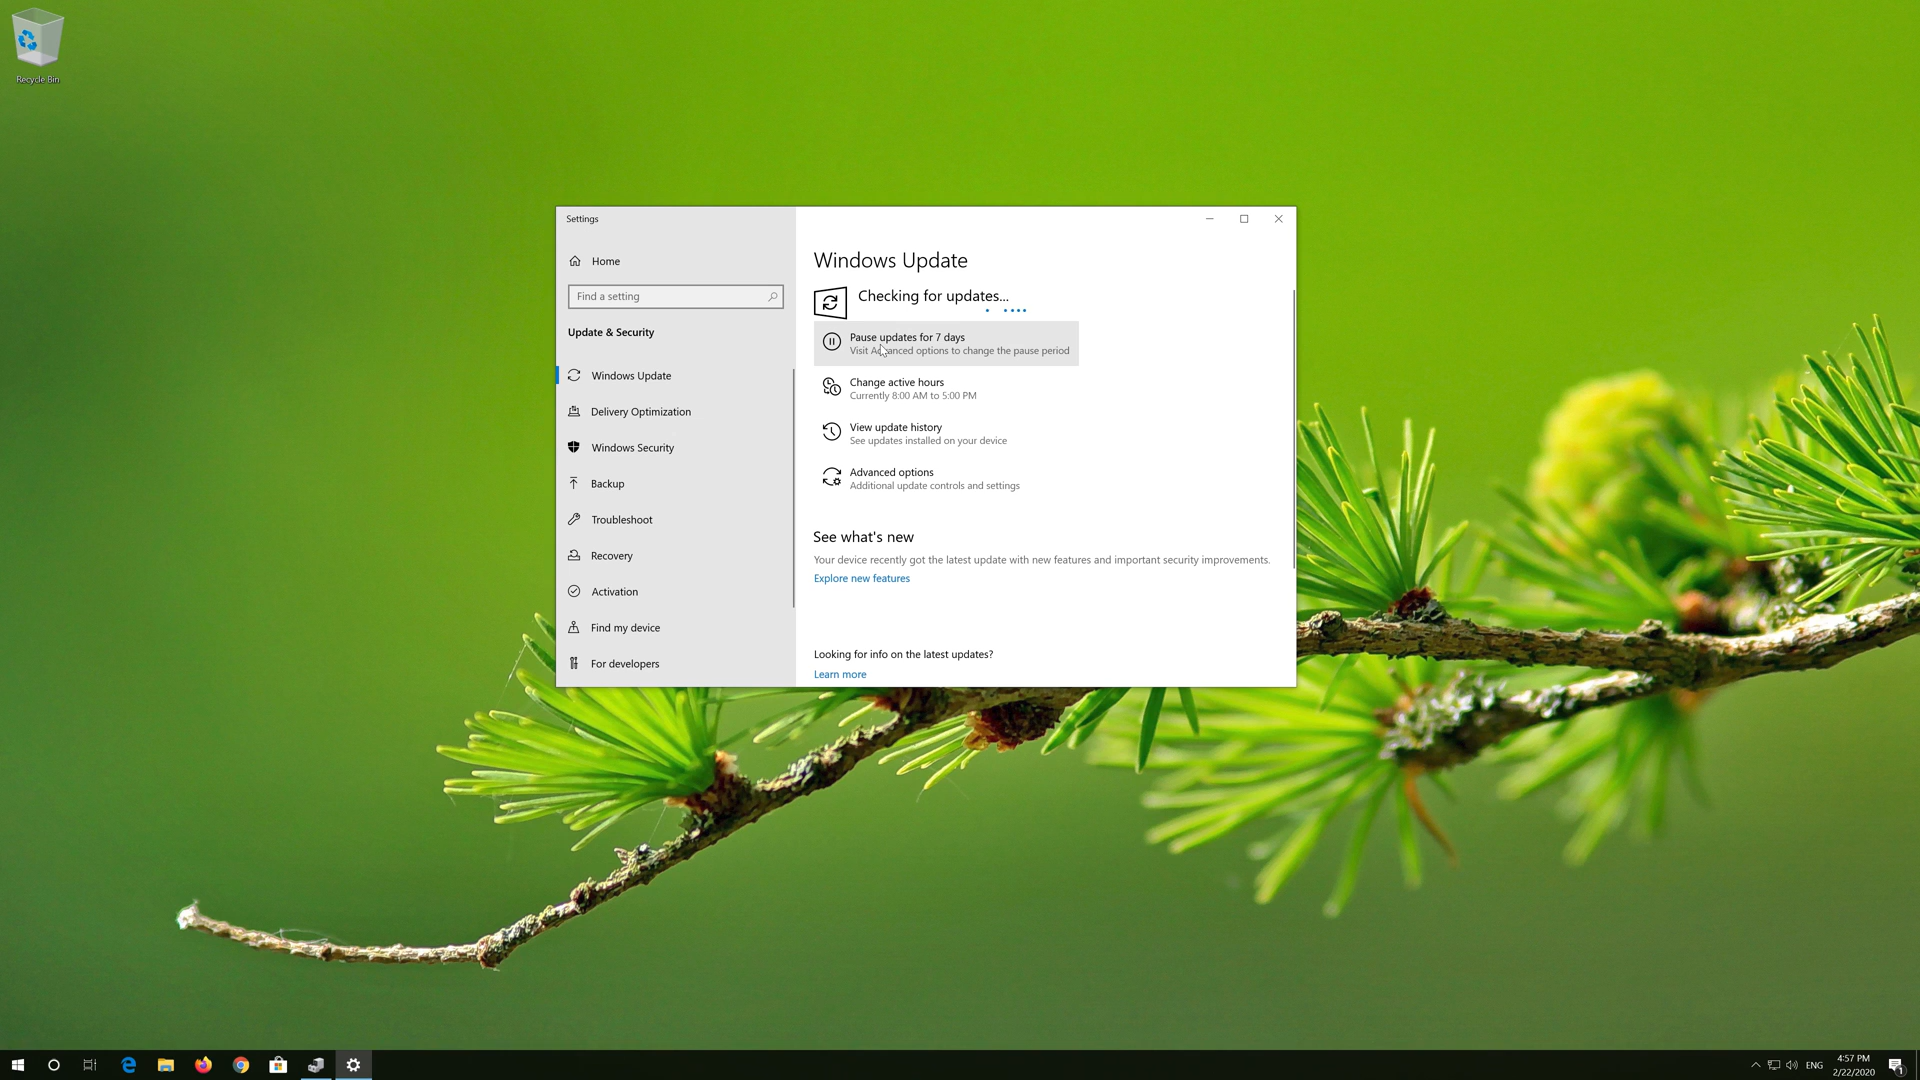 Recycle Bin
Settings
Home
Find a setting
Update & Security
Windows Update
Delivery Optimization
Windows Security
Backup
Troubleshoot
Recovery
Activation
Find my device
For developers
Windows Update
Checking for updates...
Pause updates for 7 days
Visit Advanced options to change the pause period
Change active hours
Currently 8:00 AM to 5:00 PM
View update history
See updates installed on your device
Advanced options
Additional update controls and settings
See what's new
Your device recently got the latest update with new features and important security improvements.
Explore new features
Looking for info on the latest updates?
Learn more
ENG
4:57 PM
2/22/2020
1